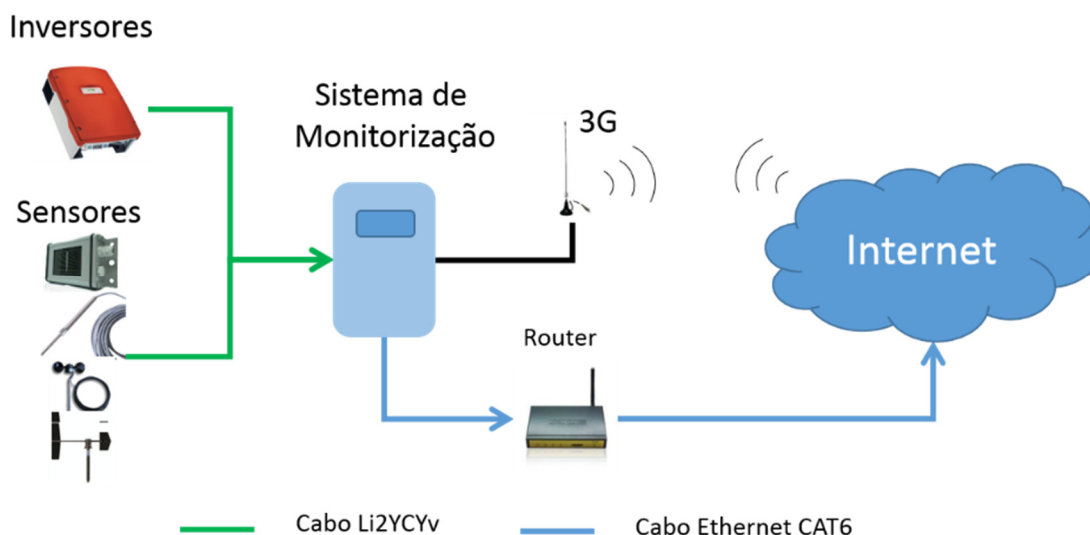 Inversores
Sistema de
Monitorização
3G
Sensores
Internet
Router
Cabo Li2YCYv
Cabo Ethernet CAT6